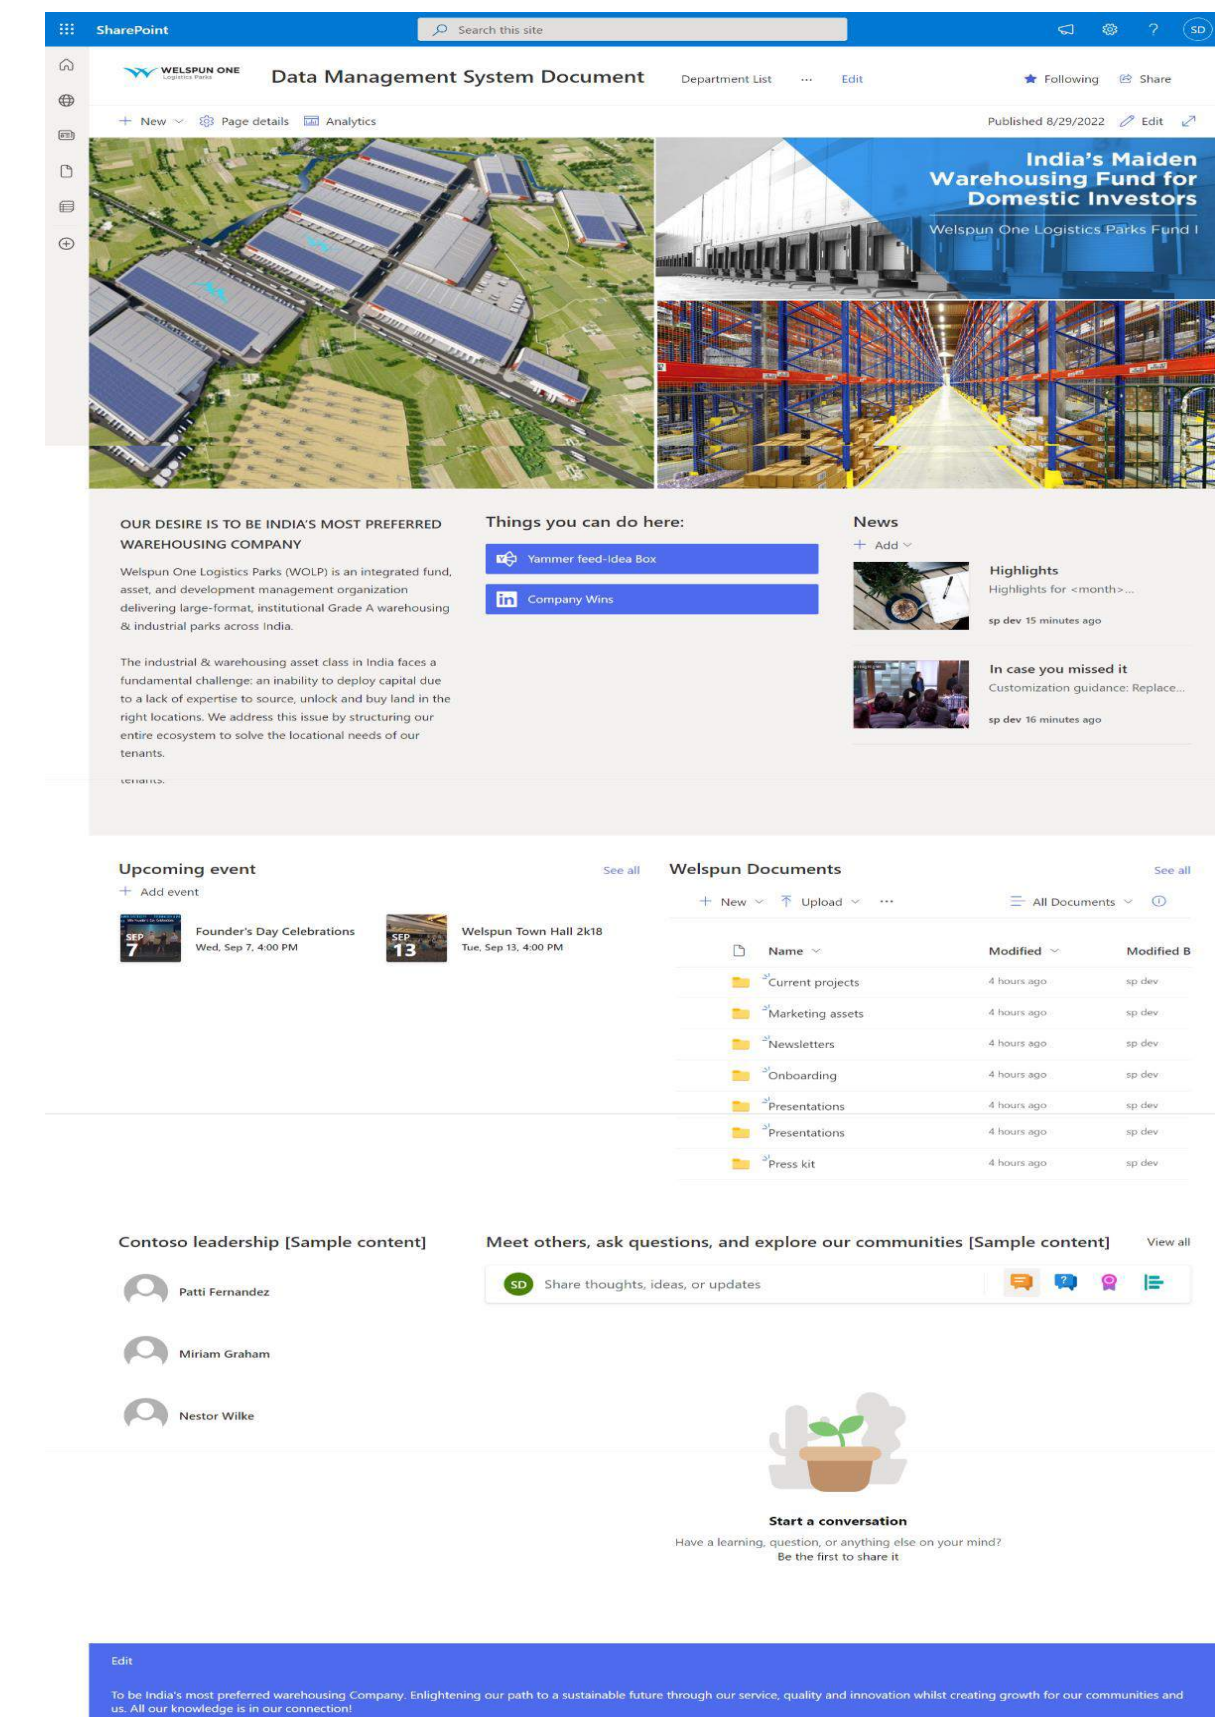 SharePoint
Search this site
?
SD
WELSPUN ONE
Logistics Parks
Data Management System Document
Department List
...
Edit
Following
Share
+ New
Page details
Analytics
Published 8/29/2022
Edit
India's Maiden
Warehousing Fund for
Domestic Investors
Welspun One Logistics Parks Fund I
OUR DESIRE IS TO BE INDIA'S MOST PREFERRED
WAREHOUSING COMPANY
Welspun One Logistics Parks (WOLP) is an integrated fund,
asset, and development management organization
delivering large-format, institutional Grade A warehousing
& industrial parks across India.
The industrial & warehousing asset class in India faces a
fundamental challenge: an inability to deploy capital due
to a lack of expertise to source, unlock and buy land in the
right locations. We address this issue by structuring our
entire ecosystem to solve the locational needs of our
tenants.
tenants.
Things you can do here:
Yammer feed-Idea Box
in Company Wins
News
+ Add
Highlights
Highlights for <month>...
sp dev 15 minutes ago
In case you missed it
Customization guidance: Replace...
sp dev 16 minutes ago
Upcoming event
See all
+ Add event
SEP
7
Founder's Day Celebrations
Wed, Sep 7, 4:00 PM
SEP
13
Welspun Town Hall 2k18
Tue, Sep 13, 4:00 PM
Welspun Documents
See all
+ New
Upload
...
All Documents
Name
Modified
Modified B
Current projects
4 hours ago
sp dev
Marketing assets
4 hours ago
sp dev
Newsletters
4 hours ago
sp dev
Onboarding
4 hours ago
sp dev
Presentations
4 hours ago
sp dev
Presentations
4 hours ago
sp dev
Press kit
4 hours ago
sp dev
Contoso leadership [Sample content]
Patti Fernandez
Miriam Graham
Nestor Wilke
Meet others, ask questions, and explore our communities [Sample content]
View all
SD
Share thoughts, ideas, or updates
Start a conversation
Have a learning, question, or anything else on your mind?
Be the first to share it
Edit
To be India's most preferred warehousing Company. Enlightening our path to a sustainable future through our service, quality and innovation whilst creating growth for our communities and
us. All our knowledge is in our connection!